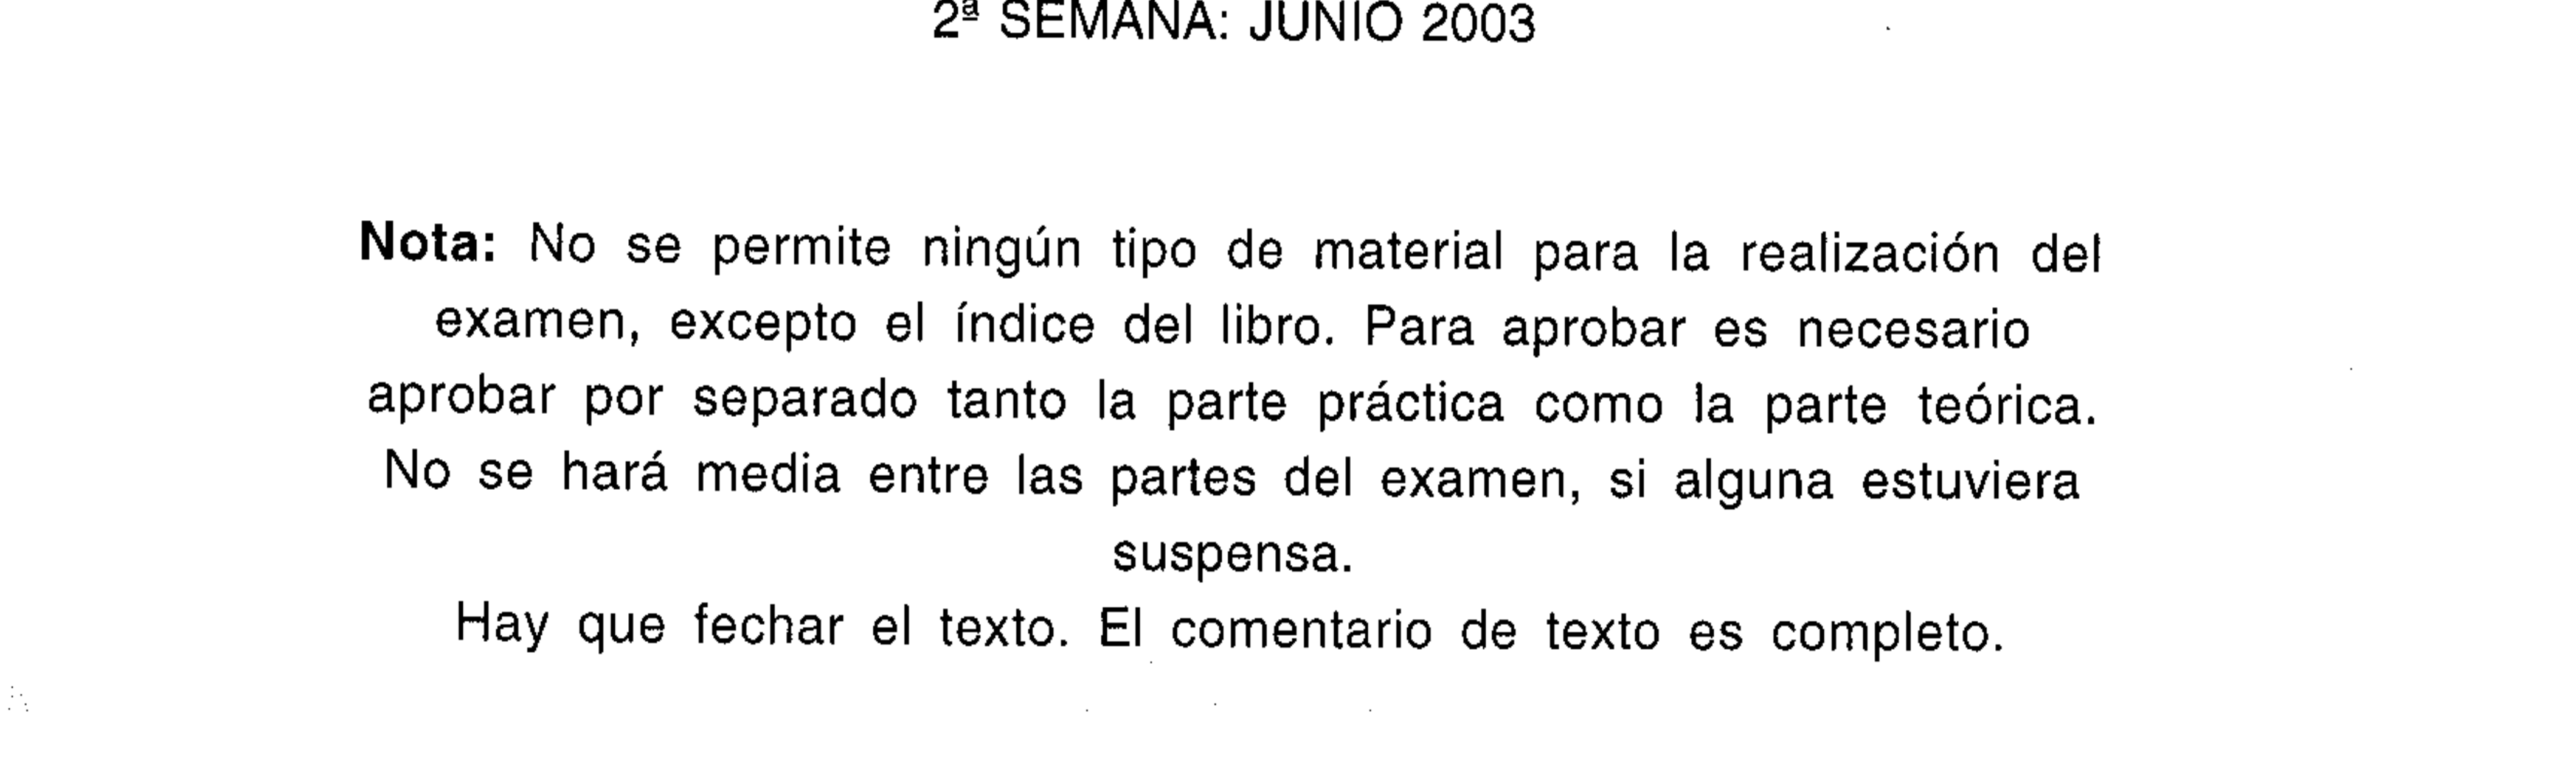 2ª SEMANA: JUNIO 2003
Nota: No se permite ningún tipo de material para la realización del
examen, excepto el índice del libro. Para aprobar es necesario
aprobar por separado tanto la parte práctica como la parte teórica.
No se hará media entre las partes del examen, si alguna estuviera
suspensa.
Hay que fechar el texto. El comentario de texto es completo.